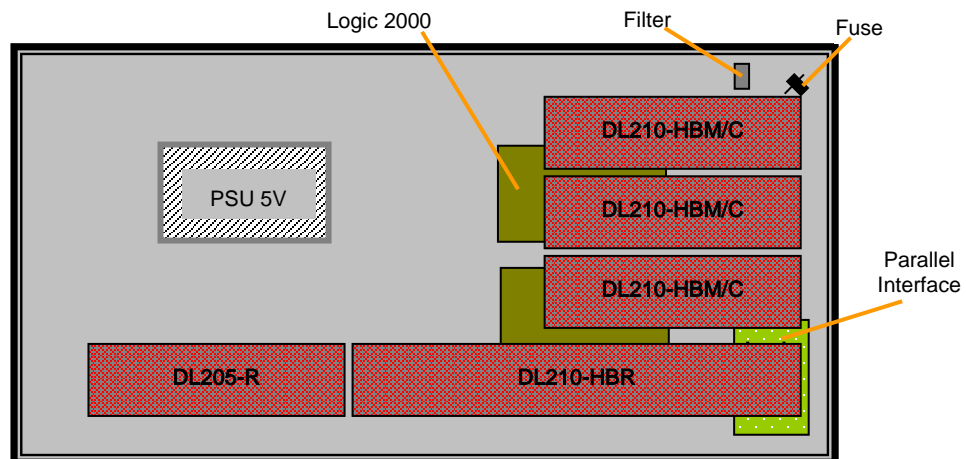 Logic 2000
Filter
Fuse
DL210-HBM/C
PSU 5V
DL210-HBM/C
Parallel
Interface
DL210-HBM/C
DL205-R
DL210-HBR